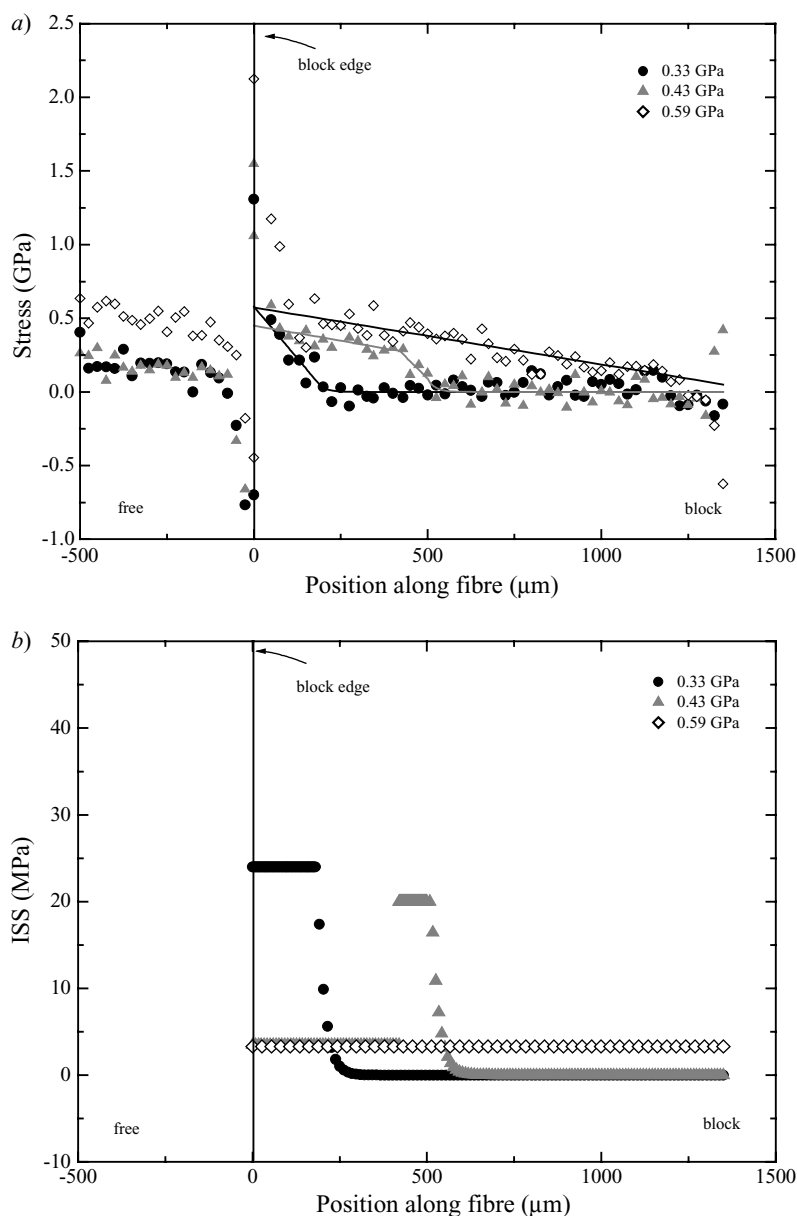 a)
2.5
2.0
1.5
1.0
0.5
0.0
-0.5
-1.0
Stress (GPa)
block edge
0.33 GPa
0.43 GPa
0.59 GPa
free
block
-500
0
500
1000
1500
Position along fibre (μm)
b)
50
40
30
20
10
0
-10
ISS (MPa)
block edge
0.33 GPa
0.43 GPa
0.59 GPa
free
block
-500
0
500
1000
1500
Position along fibre (μm)